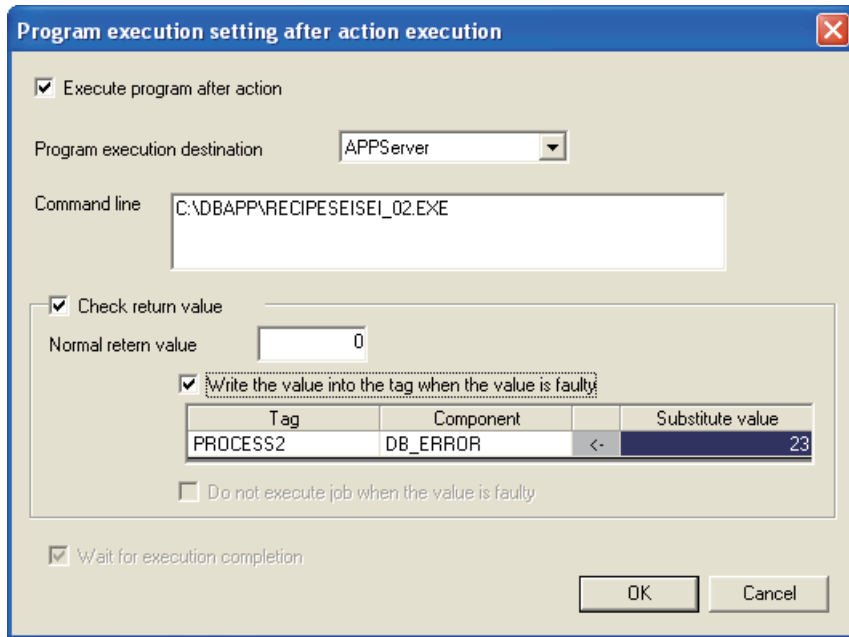 Program execution setting after action execution
Execute program after action
Program execution destination APPServer
Command line C:\DBAPP\RECIPESEISEI_02.EXE
Check return value
Normal retern value 0
Write the value into the tag when the value is faulty
Tag Component Substitute value
PROCESS2 DB_ERROR <- 23
Do not execute job when the value is faulty
Wait for execution completion
OK Cancel